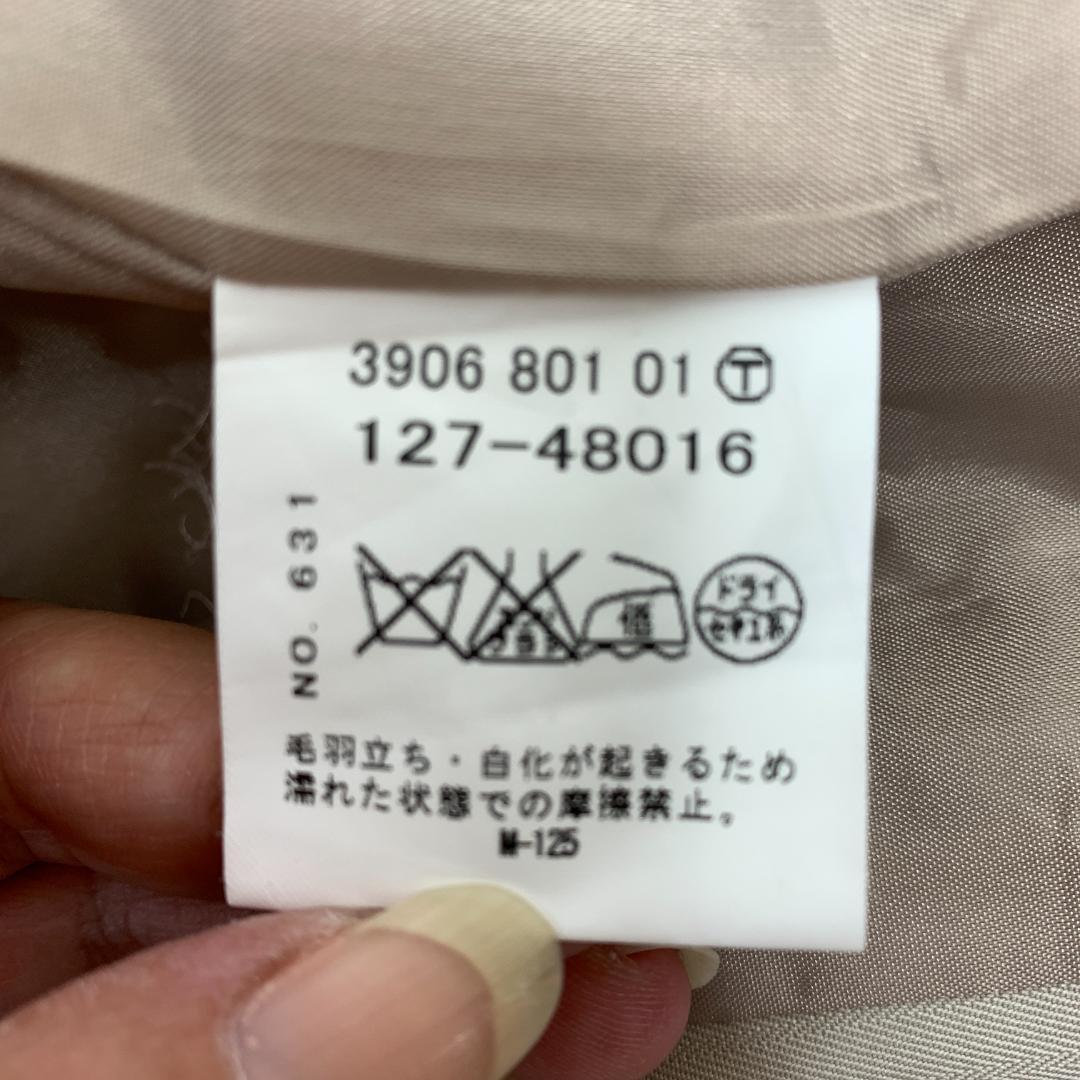 3906 801 01 T
127-48016
NO. 631
低
ドライ
セキユ系
毛羽立ち・白化が起きるため
濡れた状態での摩擦禁止。
M-125